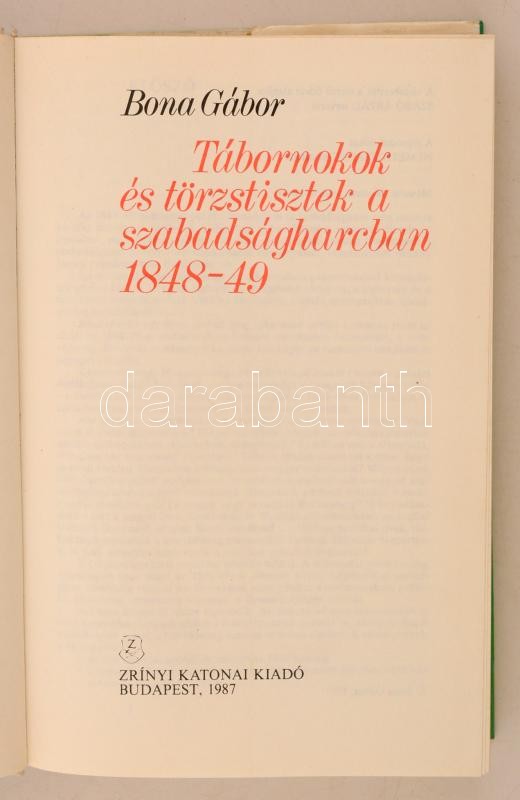 Bona Gábor
Tábornokok
és törzstisztek a
szabadságharcban
1848–49
darabanth
Z
ZRÍNYI KATONAI KIADÓ
BUDAPEST, 1987